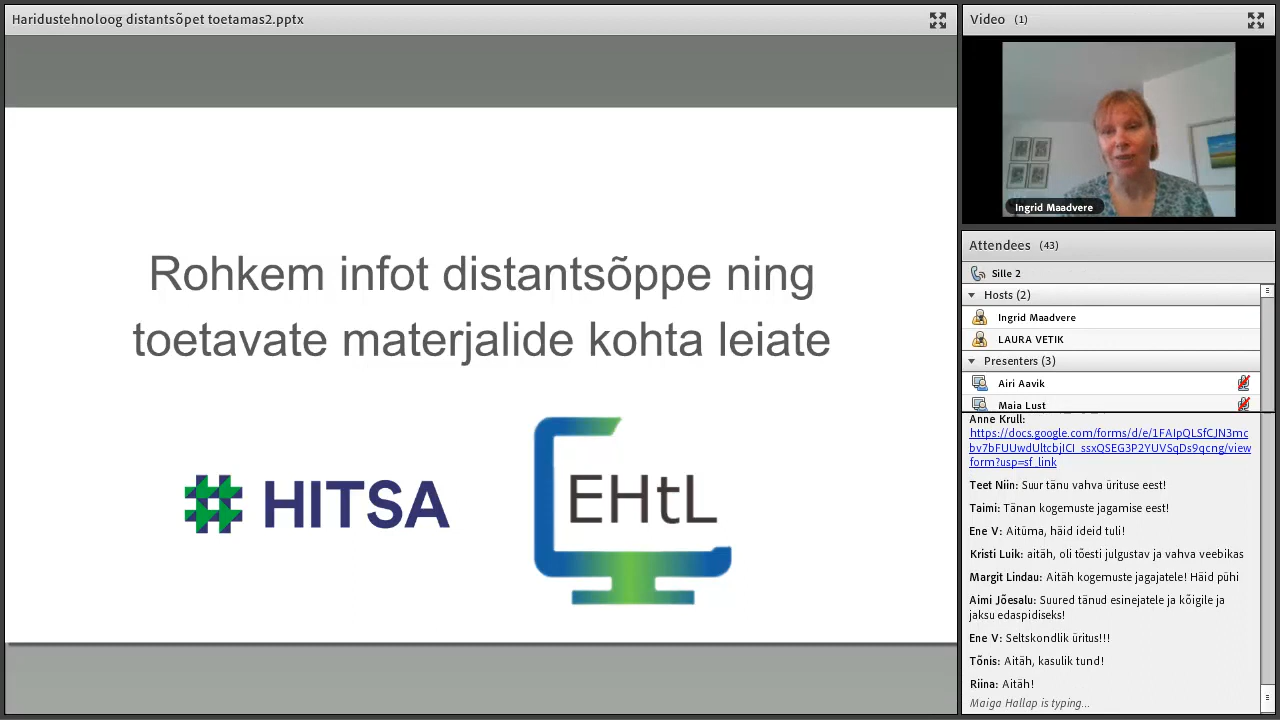 Haridustehnoloog distantsõpet toetamas2.pptx
Rohkem infot distantsõppe ning
toetavate materjalide kohta leiate
HITSA
EHtL
Video (1)
Ingrid Maadvere
Attendees (43)
Sille 2
Hosts (2)
Ingrid Maadvere
LAURA VETIK
Presenters (3)
Airi Aavik
Maia Lust
Anne Krull:
https://docs.google.com/forms/d/e/1FAIpQLSfCJN3mc
bv7bFUUwdUltcbjICI_ssxQSEG3P2YUVSqDs9qcng/view
form?usp=sf_link
Teet Niin: Suur tänu vahva ürituse eest!
Taimi: Tänan kogemuste jagamise eest!
Ene V: Aitüma, häid ideid tuli!
Kristi Luik: aitäh, oli tõesti julgustav ja vahva veebikas
Margit Lindau: Aitäh kogemuste jagajatele! Häid pühi
Aimi Jõesalu: Suured tänud esinejatele ja kõigile ja
jaksu edaspidiseks!
Ene V: Seltskondlik üritus!!!
Tõnis: Aitäh, kasulik tund!
Riina: Aitäh!
Maiga Hallap is typing...